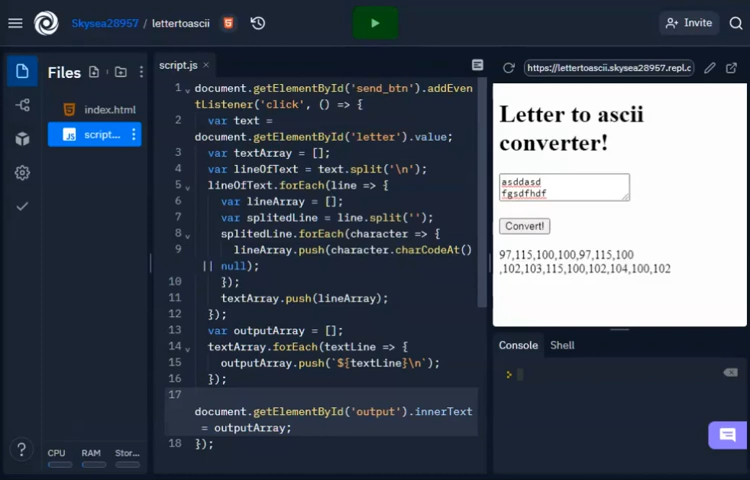 Skysea28957 / lettertoascii
Invite
Files
index.html
JS script...
script.js ×
https://lettertoascii.skysea28957.repl.c
1 document.getElementById('send_btn').addEven
tListener('click', () => {
2 var text =
document.getElementById('letter').value;
3 var textArray = [];
4 var lineOfText = text.split('\n');
5 lineOfText.forEach(line => {
6 var lineArray = [];
7 var splitedLine = line.split('');
8 splitedLine.forEach(character => {
9 lineArray.push(character.charCodeAt()
|| null);
10 });
11 textArray.push(lineArray);
12 });
13 var outputArray = [];
14 textArray.forEach(textLine => {
15 outputArray.push(`${textLine}\n`);
16 });
17
document.getElementById('output').innerText
= outputArray;
18 });
Letter to ascii
converter!
asddasd
fgsdfhdf
Convert!
97,115,100,100,97,115,100
,102,103,115,100,102,104,100,102
Console Shell
>
?
CPU RAM Stor...